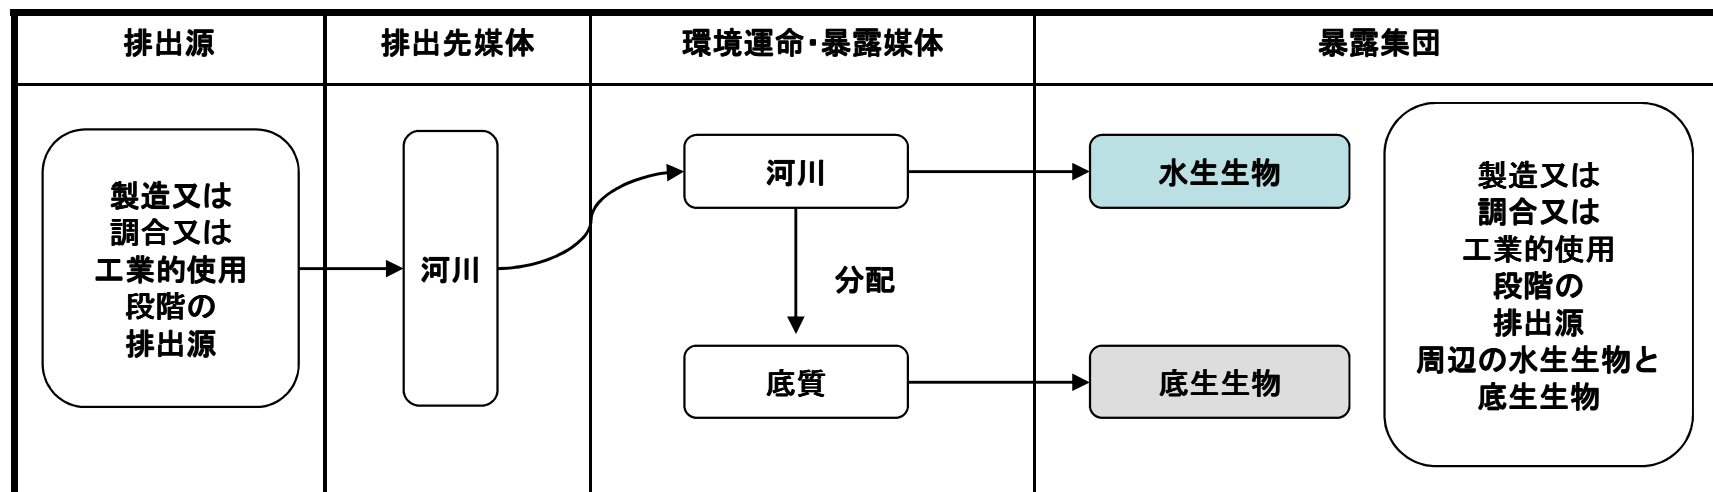 排出源
排出先媒体
環境運命・暴露媒体
暴露集団
製造又は
調合又は
工業的使用
段階の
排出源
河川
河川
分配
底質
水生生物
底生生物
製造又は
調合又は
工業的使用
段階の
排出源
周辺の水生生物と
底生生物